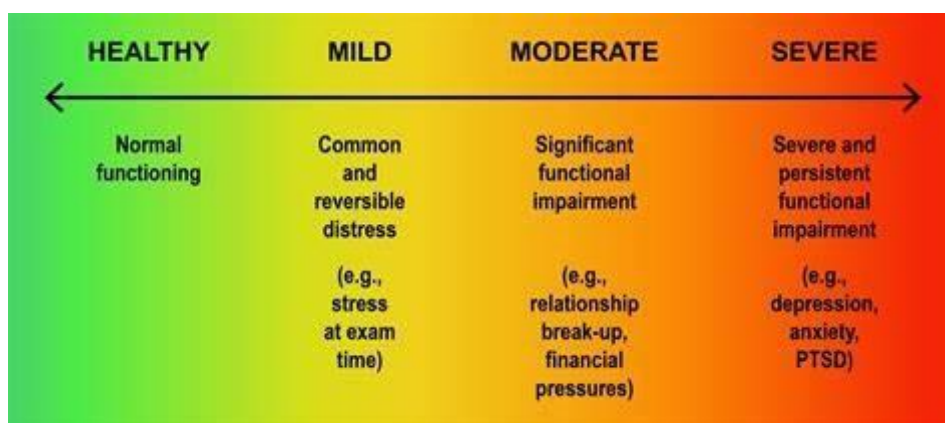 HEALTHY MILD MODERATE SEVERE
Normal
functioning
Common
and
reversible
distress
(e.g.,
stress
at exam
time)
Significant
functional
impairment
(e.g.,
relationship
break-up,
financial
pressures)
Severe and
persistent
functional
impairment
(e.g.,
depression,
anxiety,
PTSD)